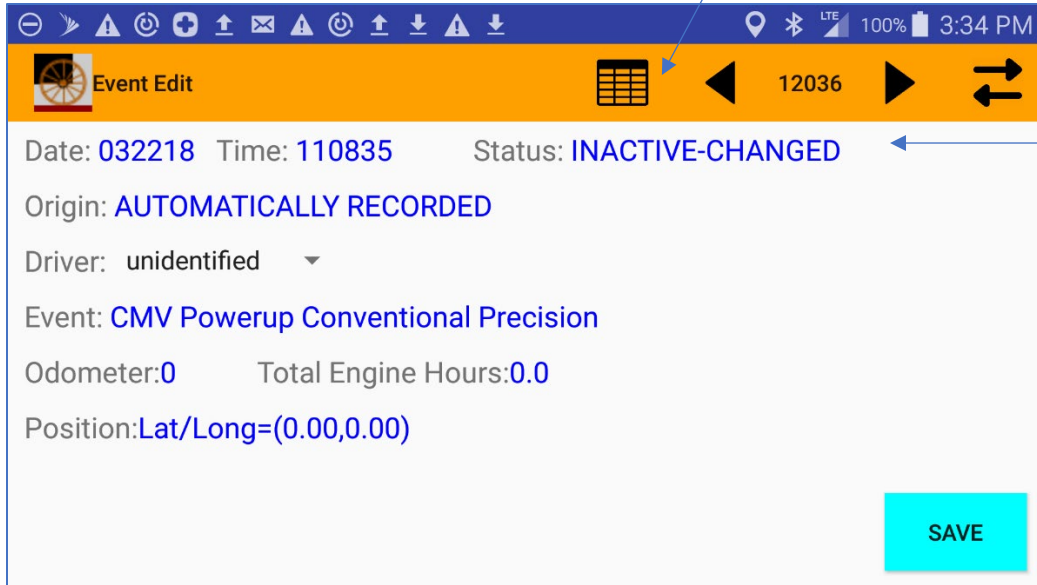 LTE 100% 3:34 PM
Event Edit 12036
Date: 032218 Time: 110835 Status: INACTIVE-CHANGED
Origin: AUTOMATICALLY RECORDED
Driver: unidentified
Event: CMV Powerup Conventional Precision
Odometer:0 Total Engine Hours:0.0
Position:Lat/Long=(0.00,0.00)
SAVE